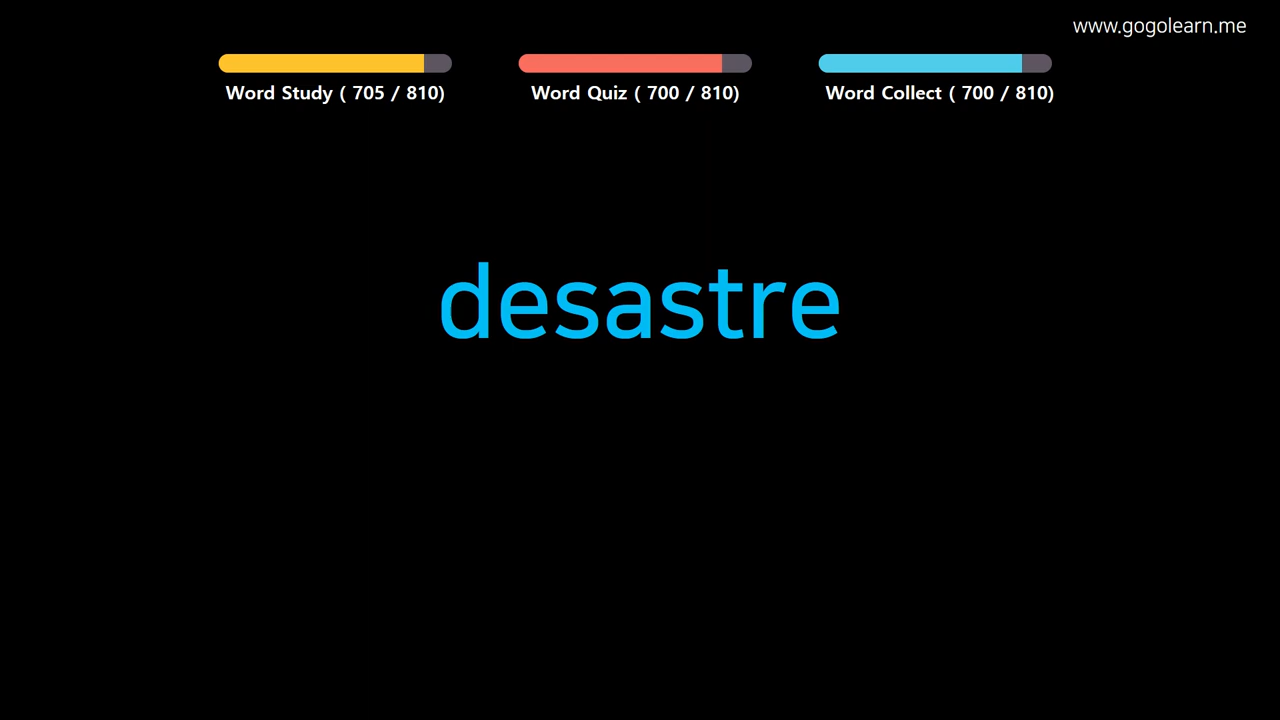 www.gogolearn.me
Word Study ( 705 / 810)
Word Quiz ( 700 / 810)
Word Collect ( 700 / 810)
desastre